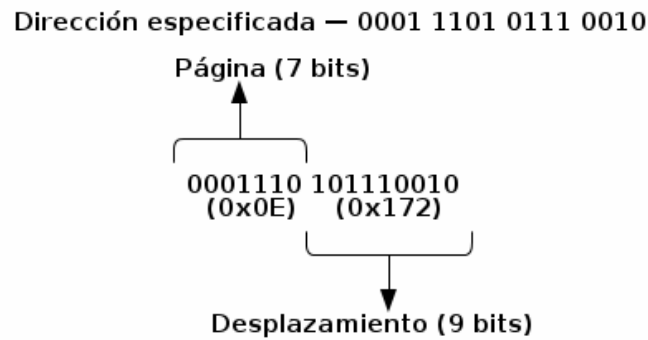 Dirección especificada — 0001 1101 0111 0010
Página (7 bits)
0001110 101110010
(0x0E) (0x172)
Desplazamiento (9 bits)